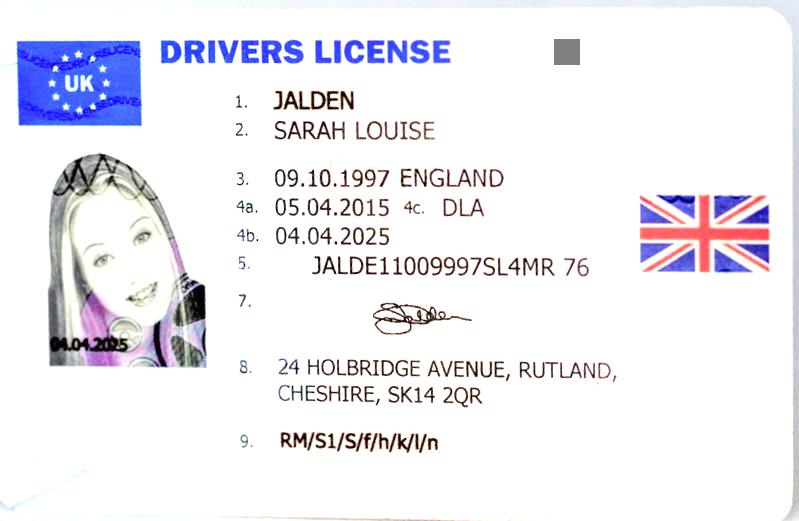 DRIVERS LICENSE
UK
1. JALDEN
2. SARAH LOUISE
3. 09.10.1997 ENGLAND
4a. 05.04.2015 4c. DLA
4b. 04.04.2025
5. JALDE11009997SL4MR 76
7. Jalden
04.04.2025
8. 24 HOLBRIDGE AVENUE, RUTLAND,
CHESHIRE, SK14 2QR
9. RM/S1/S/f/h/k/l/n